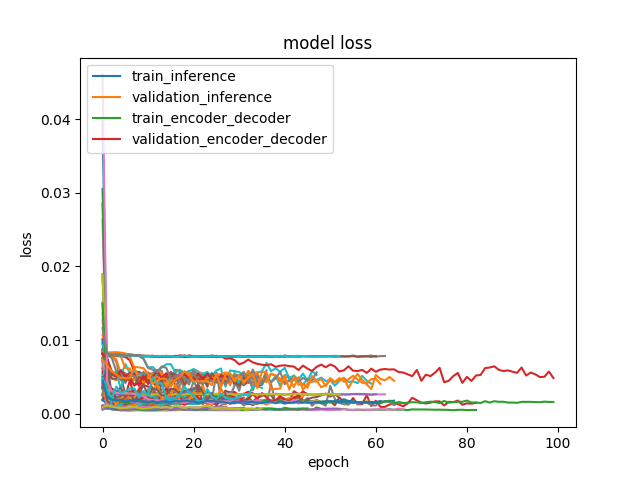 model loss
train_inference
validation_inference
train_encoder_decoder
validation_encoder_decoder
0.04
0.03
0.02
0.01
0.00
loss
0 20 40 60 80 100
epoch